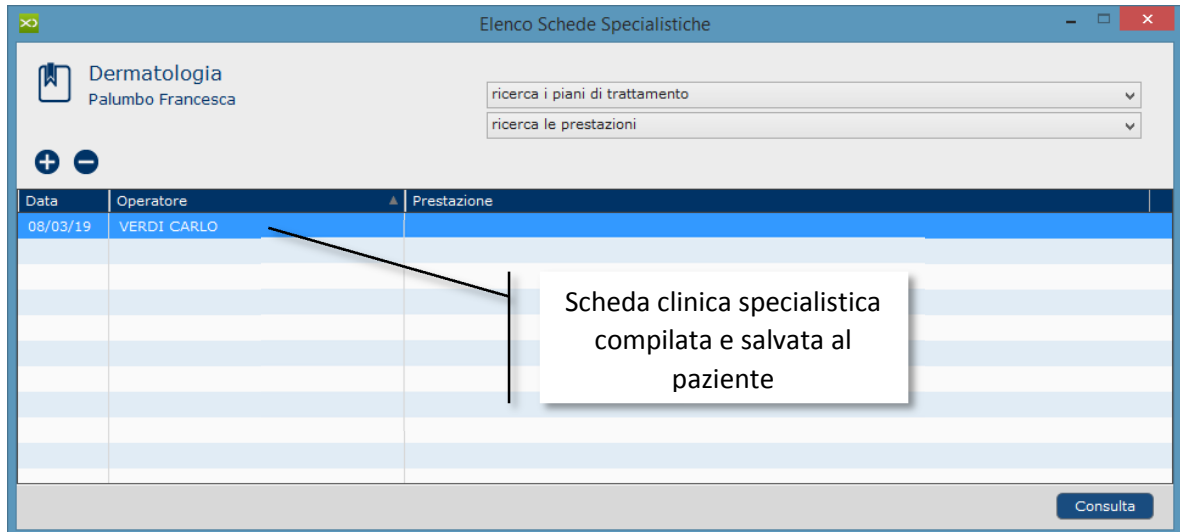 Elenco Schede Specialistiche
Dermatologia
Palumbo Francesca
ricerca i piani di trattamento
ricerca le prestazioni
Data Operatore Prestazione
08/03/19 VERDI CARLO
Scheda clinica specialistica
compilata e salvata al
paziente
Consulta